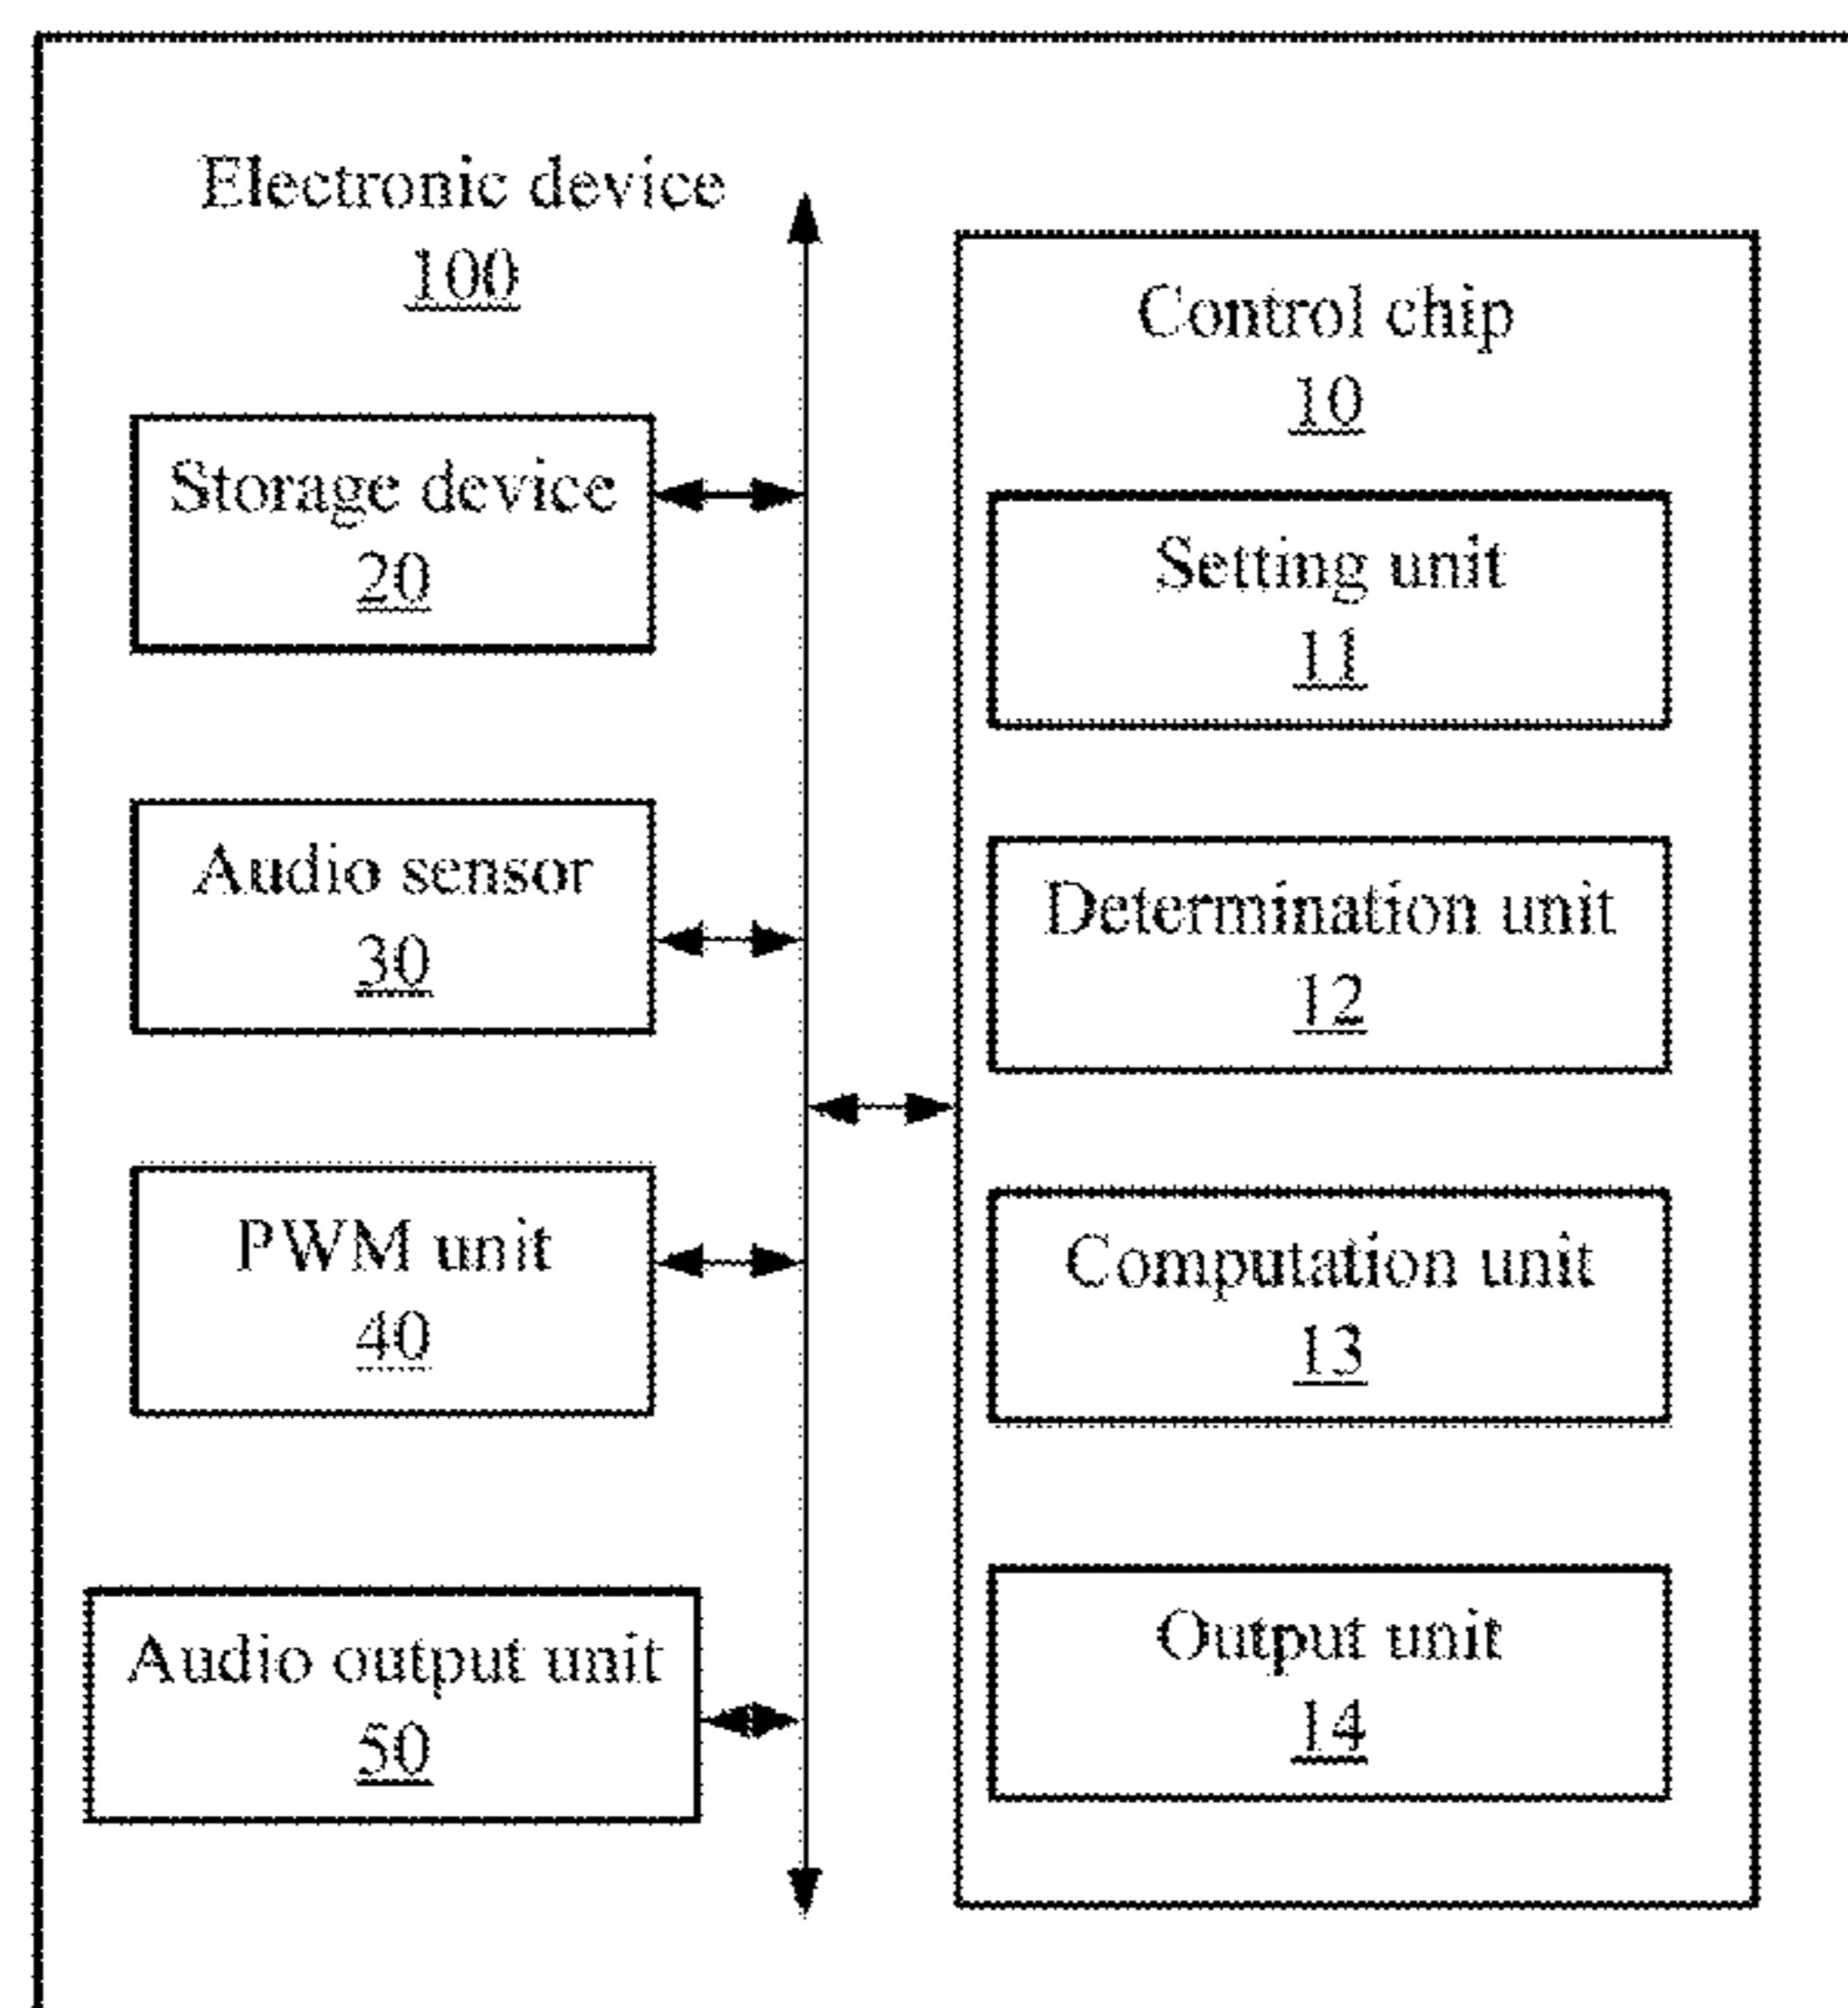 Electronic device
100
Storage device
20
Audio sensor
30
PWM unit
40
Audio output unit
50
Control chip
10
Setting unit
11
Determination unit
12
Computation unit
13
Output unit
14